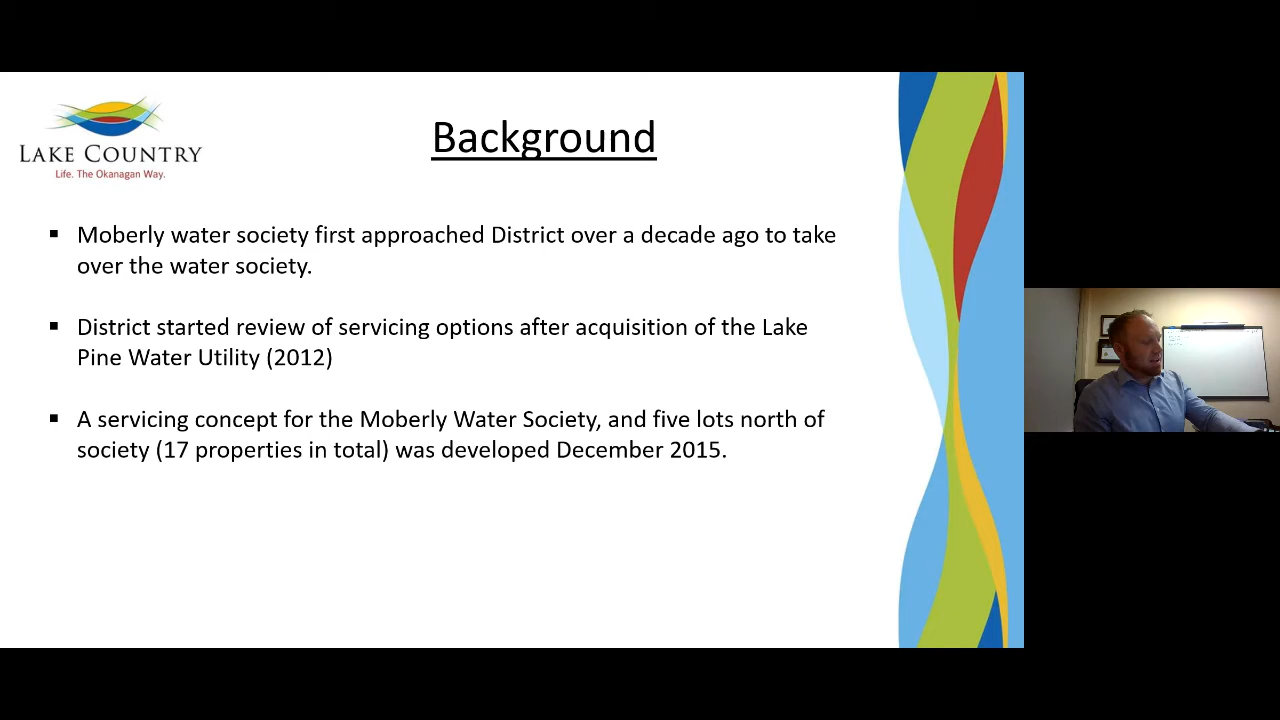 LAKE COUNTRY
Life. The Okanagan Way.
Background
▪ Moberly water society first approached District over a decade ago to take
over the water society.
▪ District started review of servicing options after acquisition of the Lake
Pine Water Utility (2012)
▪ A servicing concept for the Moberly Water Society, and five lots north of
society (17 properties in total) was developed December 2015.